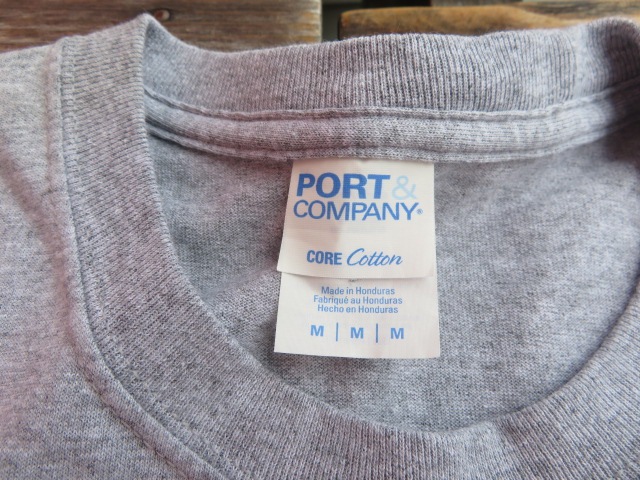 PORT&
COMPANY®
CORE Cotton
Made in Honduras
Fabriqué au Honduras
Hecho en Honduras
M | M | M